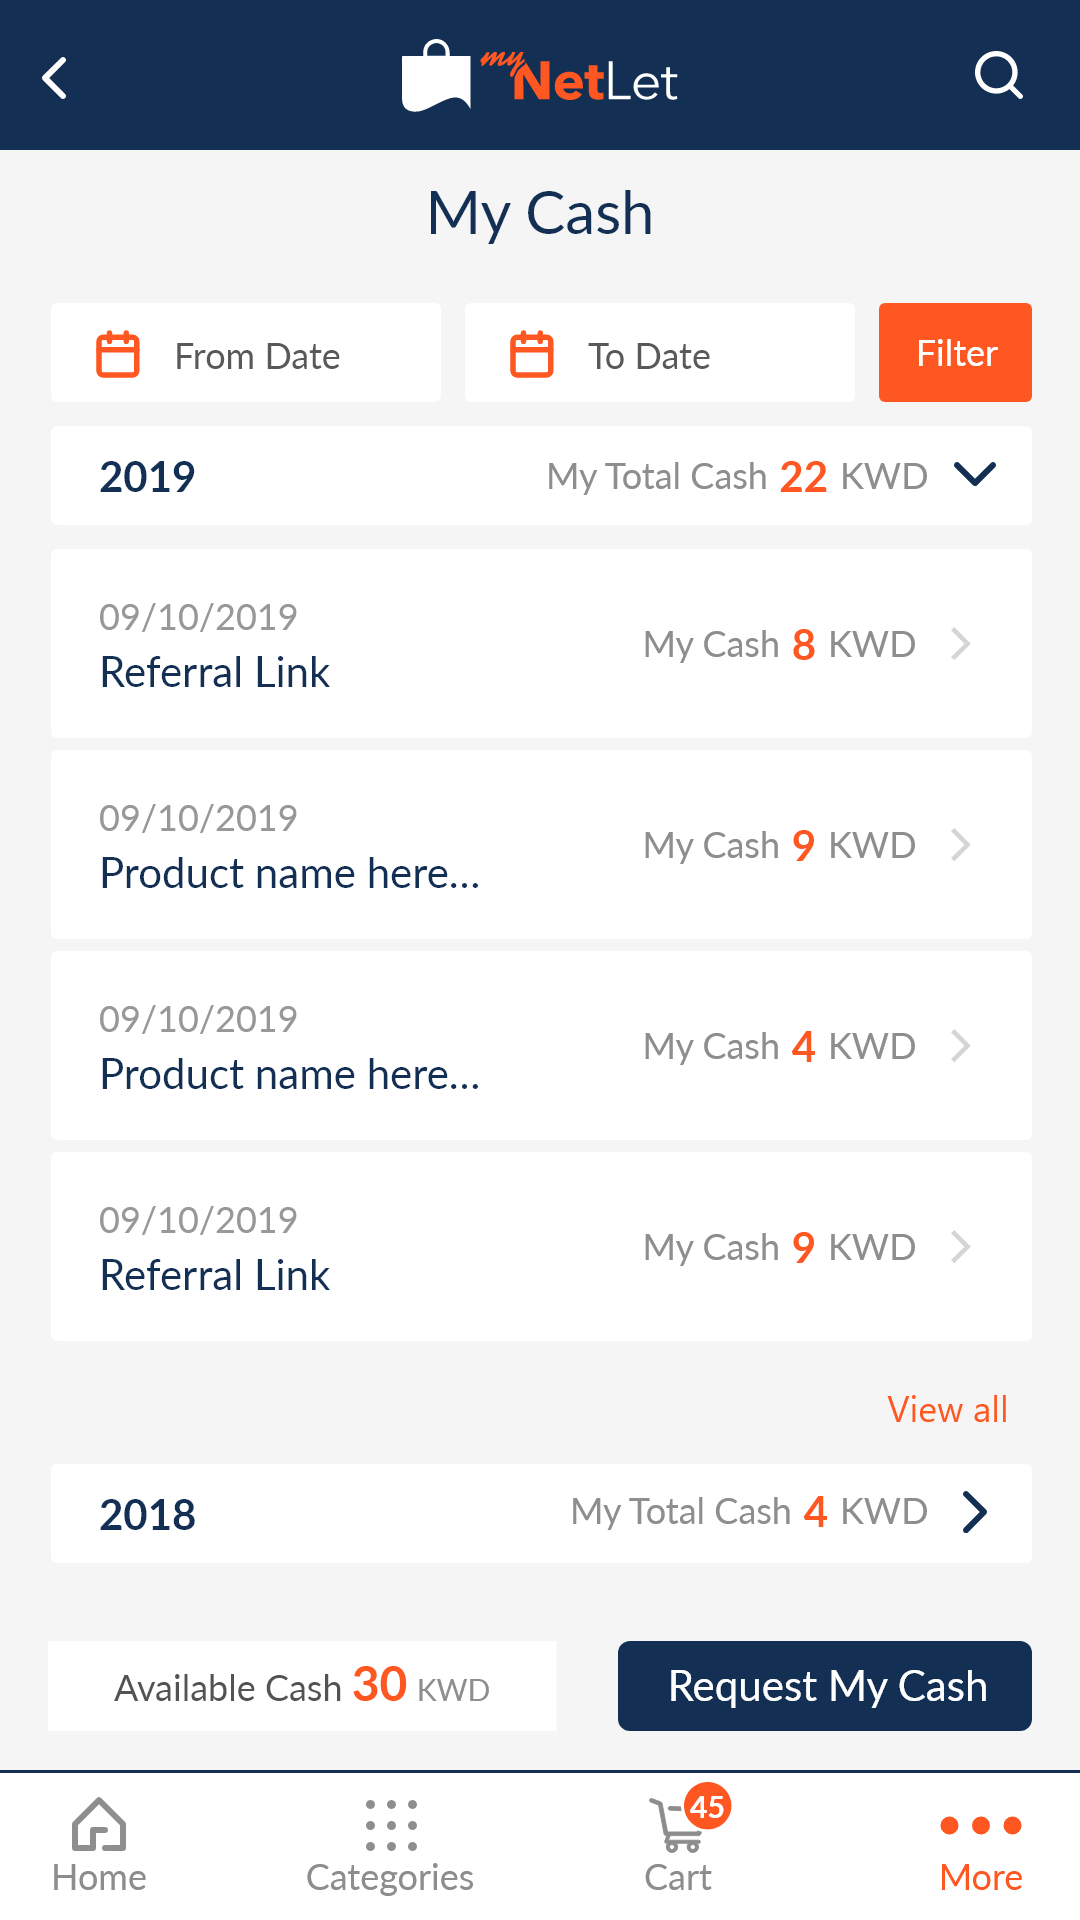 my NetLet
My Cash
From Date
To Date
Filter
2019
My Total Cash 22 KWD
09/10/2019
Referral Link
My Cash 8 KWD
09/10/2019
Product name here...
My Cash 9 KWD
09/10/2019
Product name here...
My Cash 4 KWD
09/10/2019
Referral Link
My Cash 9 KWD
View all
2018
My Total Cash 4 KWD
Available Cash 30 KWD
Request My Cash
45
Home
Categories
Cart
More